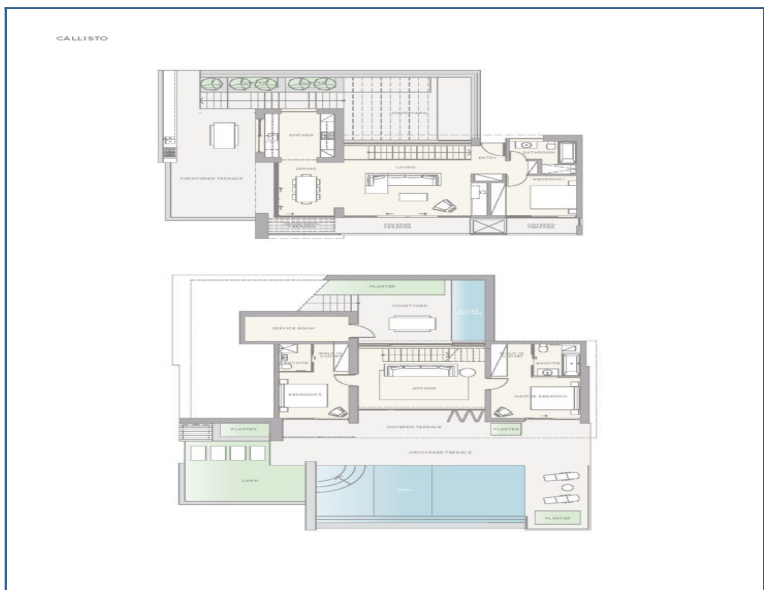 CALLISTO
KITCHEN
UNCOVERED TERRACE
DINING
LIVING
ENTRY
BATHROOM
BEDROOM 1
COVERED
TERRACE
COVERED
TERRACE
PLANTER
COURTYARD
SERVICE ROOM
WALK IN
CLOSET
ENSUITE
BEDROOM 2
LOUNGE
WALK IN
CLOSET
ENSUITE
MASTER BEDROOM
PLANTER
COVERED TERRACE
PLANTER
UNCOVERED TERRACE
LAWN
POOL
PLANTER